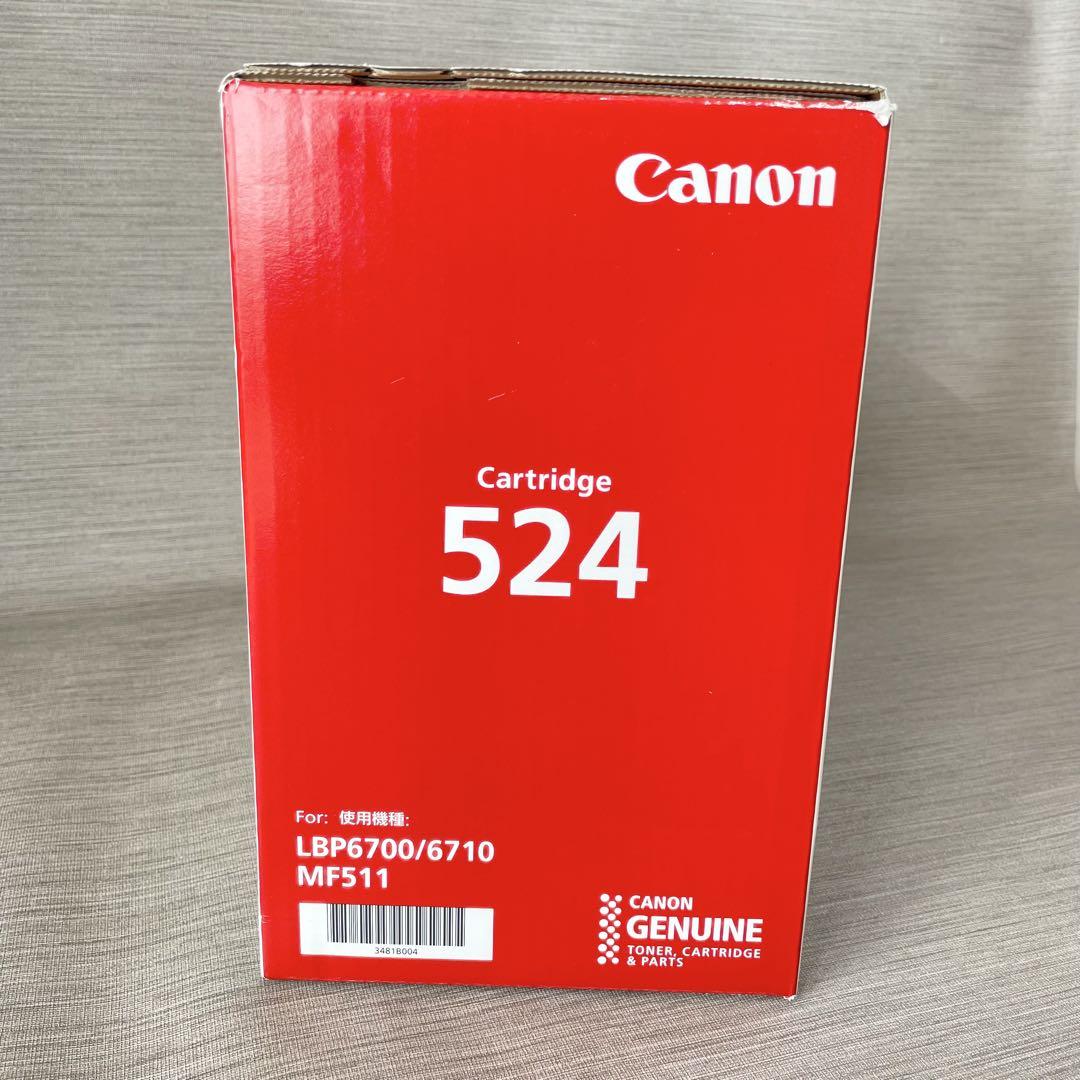 Canon
Cartridge
524
For: 使用機種:
LBP6700/6710
MF511
3481B004
CANON
GENUINE
TONER, CARTRIDGE
& PARTS